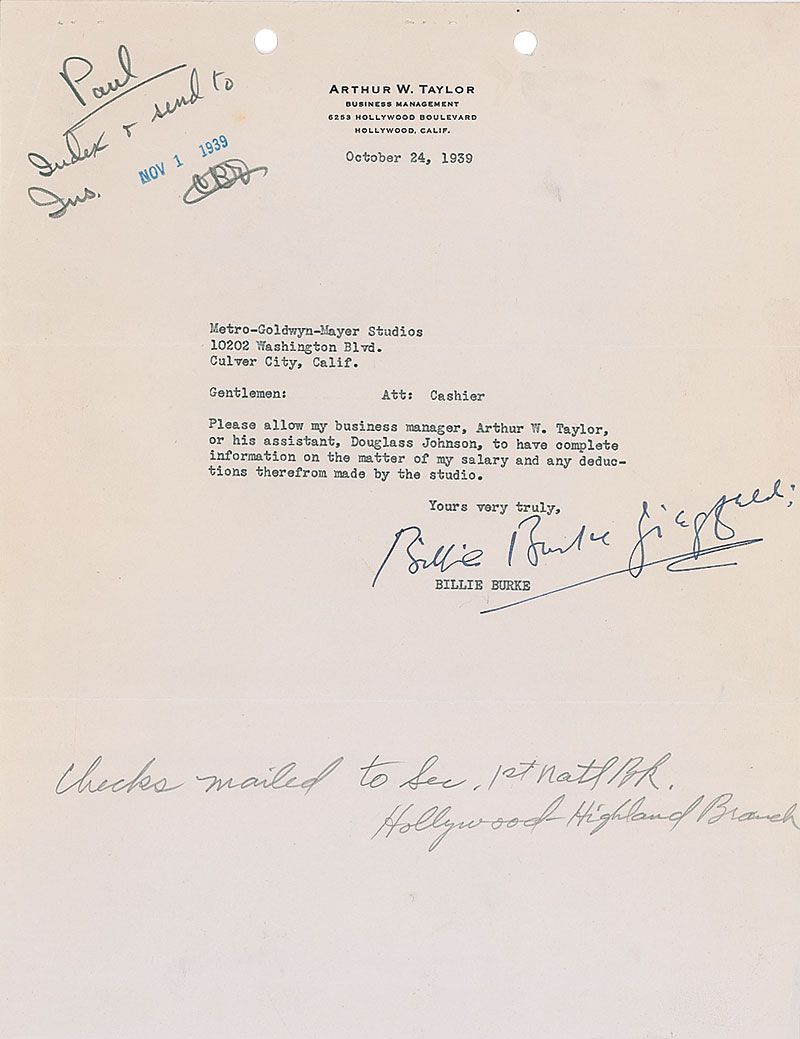 Paul
Index & send to
Ins.
NOV 1 1939
ARTHUR W. TAYLOR
BUSINESS MANAGEMENT
6253 HOLLYWOOD BOULEVARD
HOLLYWOOD, CALIF.
October 24, 1939
Metro-Goldwyn-Mayer Studios
10202 Washington Blvd.
Culver City, Calif.
Gentlemen: Att: Cashier
Please allow my business manager, Arthur W. Taylor,
or his assistant, Douglass Johnson, to have complete
information on the matter of my salary and any deduc-
tions therefrom made by the studio.
Yours very truly,
Billie Burke Ziegfeld;
BILLIE BURKE
Checks mailed to Sec. 1st Natl Bk.
Hollywood-Highland Branch